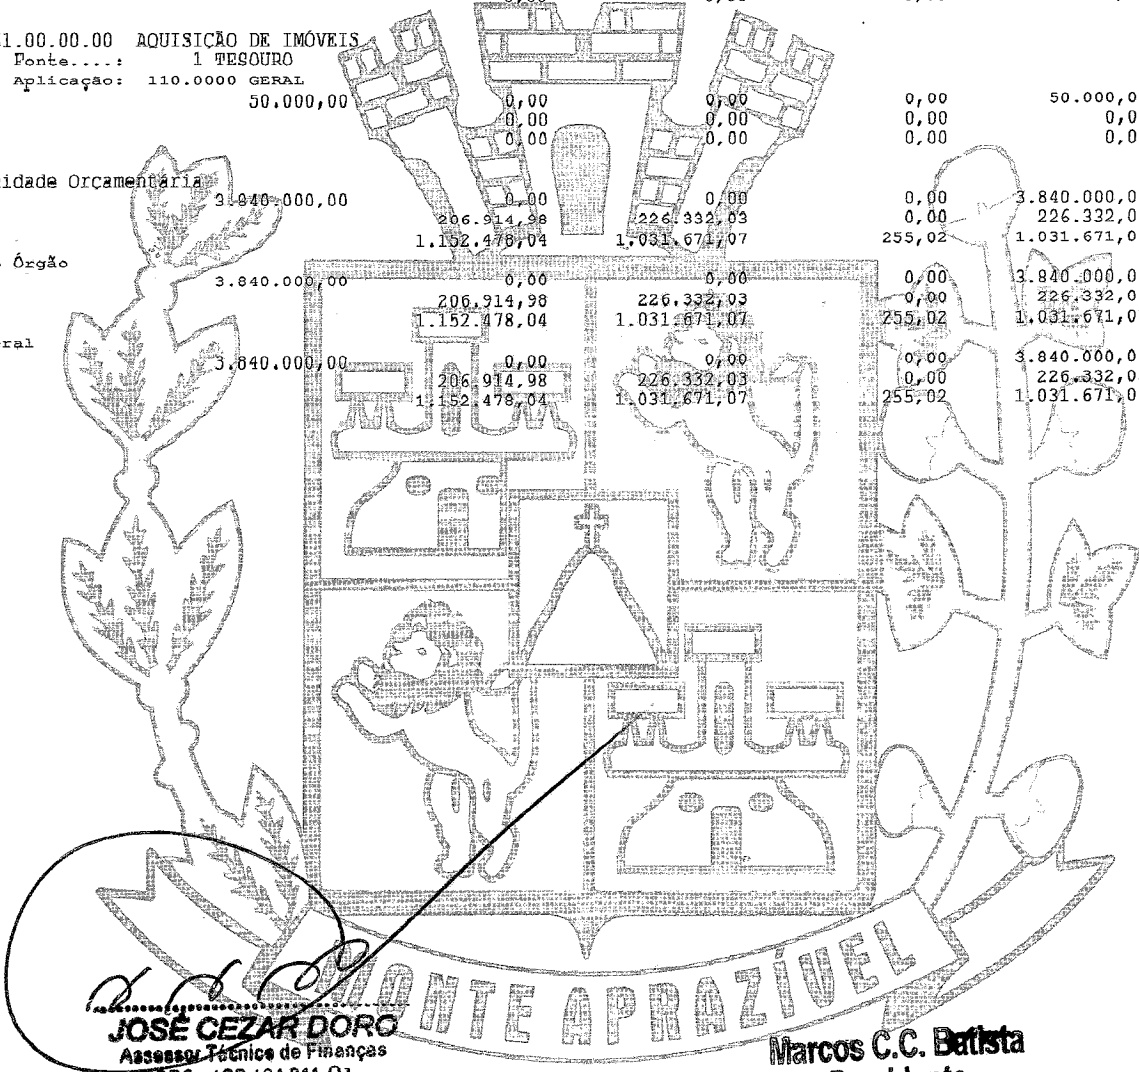 1.00.00.00 AQUISIÇÃO DE IMÓVEIS
Fonte....: 1 TESOURO
Aplicação: 110.0000 GERAL
50.000,00 0,00 0,00 0,00 50.000,0
0,00 0,00 0,00 0,0
0,00 0,00 0,00 0,0
idade Orçamentária
3.840.000,00 0,00 0,00 0,00 3.840.000,0
206.914,98 226.332,03 0,00 226.332,0
1.152.478,04 1.031.671,07 255,02 1.031.671,0
Órgão
3.840.000,00 0,00 0,00 0,00 3.840.000,0
206.914,98 226.332,03 0,00 226.332,0
1.152.478,04 1.031.671,07 255,02 1.031.671,0
ral
3.840.000,00 0,00 0,00 0,00 3.840.000,0
206.914,98 226.332,03 0,00 226.332,0
1.152.478,04 1.031.671,07 255,02 1.031.671,0
MONTE APRAZÍVEL
JOSÉ CEZAR DORO
Assessor Técnico de Finanças
Marcos C.C. Batista